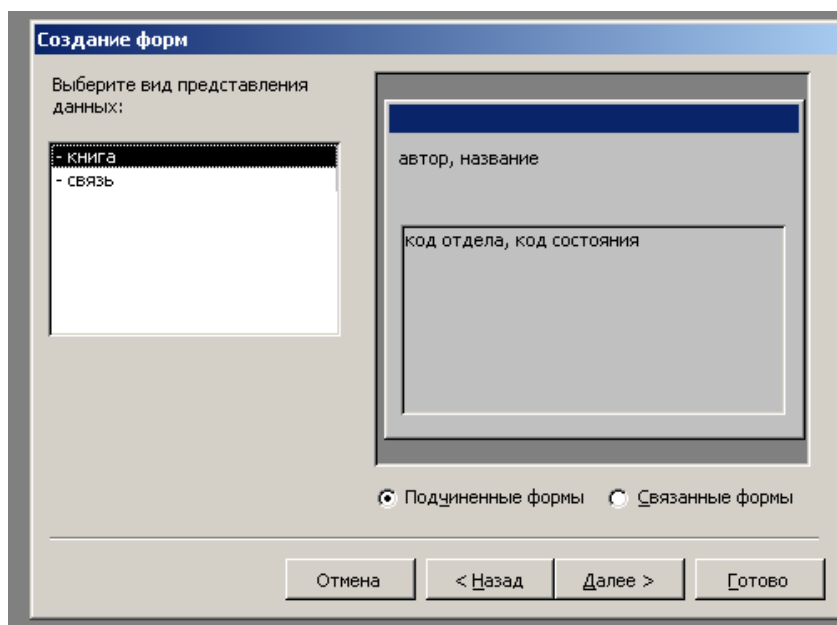 Создание форм
Выберите вид представления
данных:
- книга
- связь
автор, название
код отдела, код состояния
Подчиненные формы
Связанные формы
Отмена
< Назад
Далее >
Готово